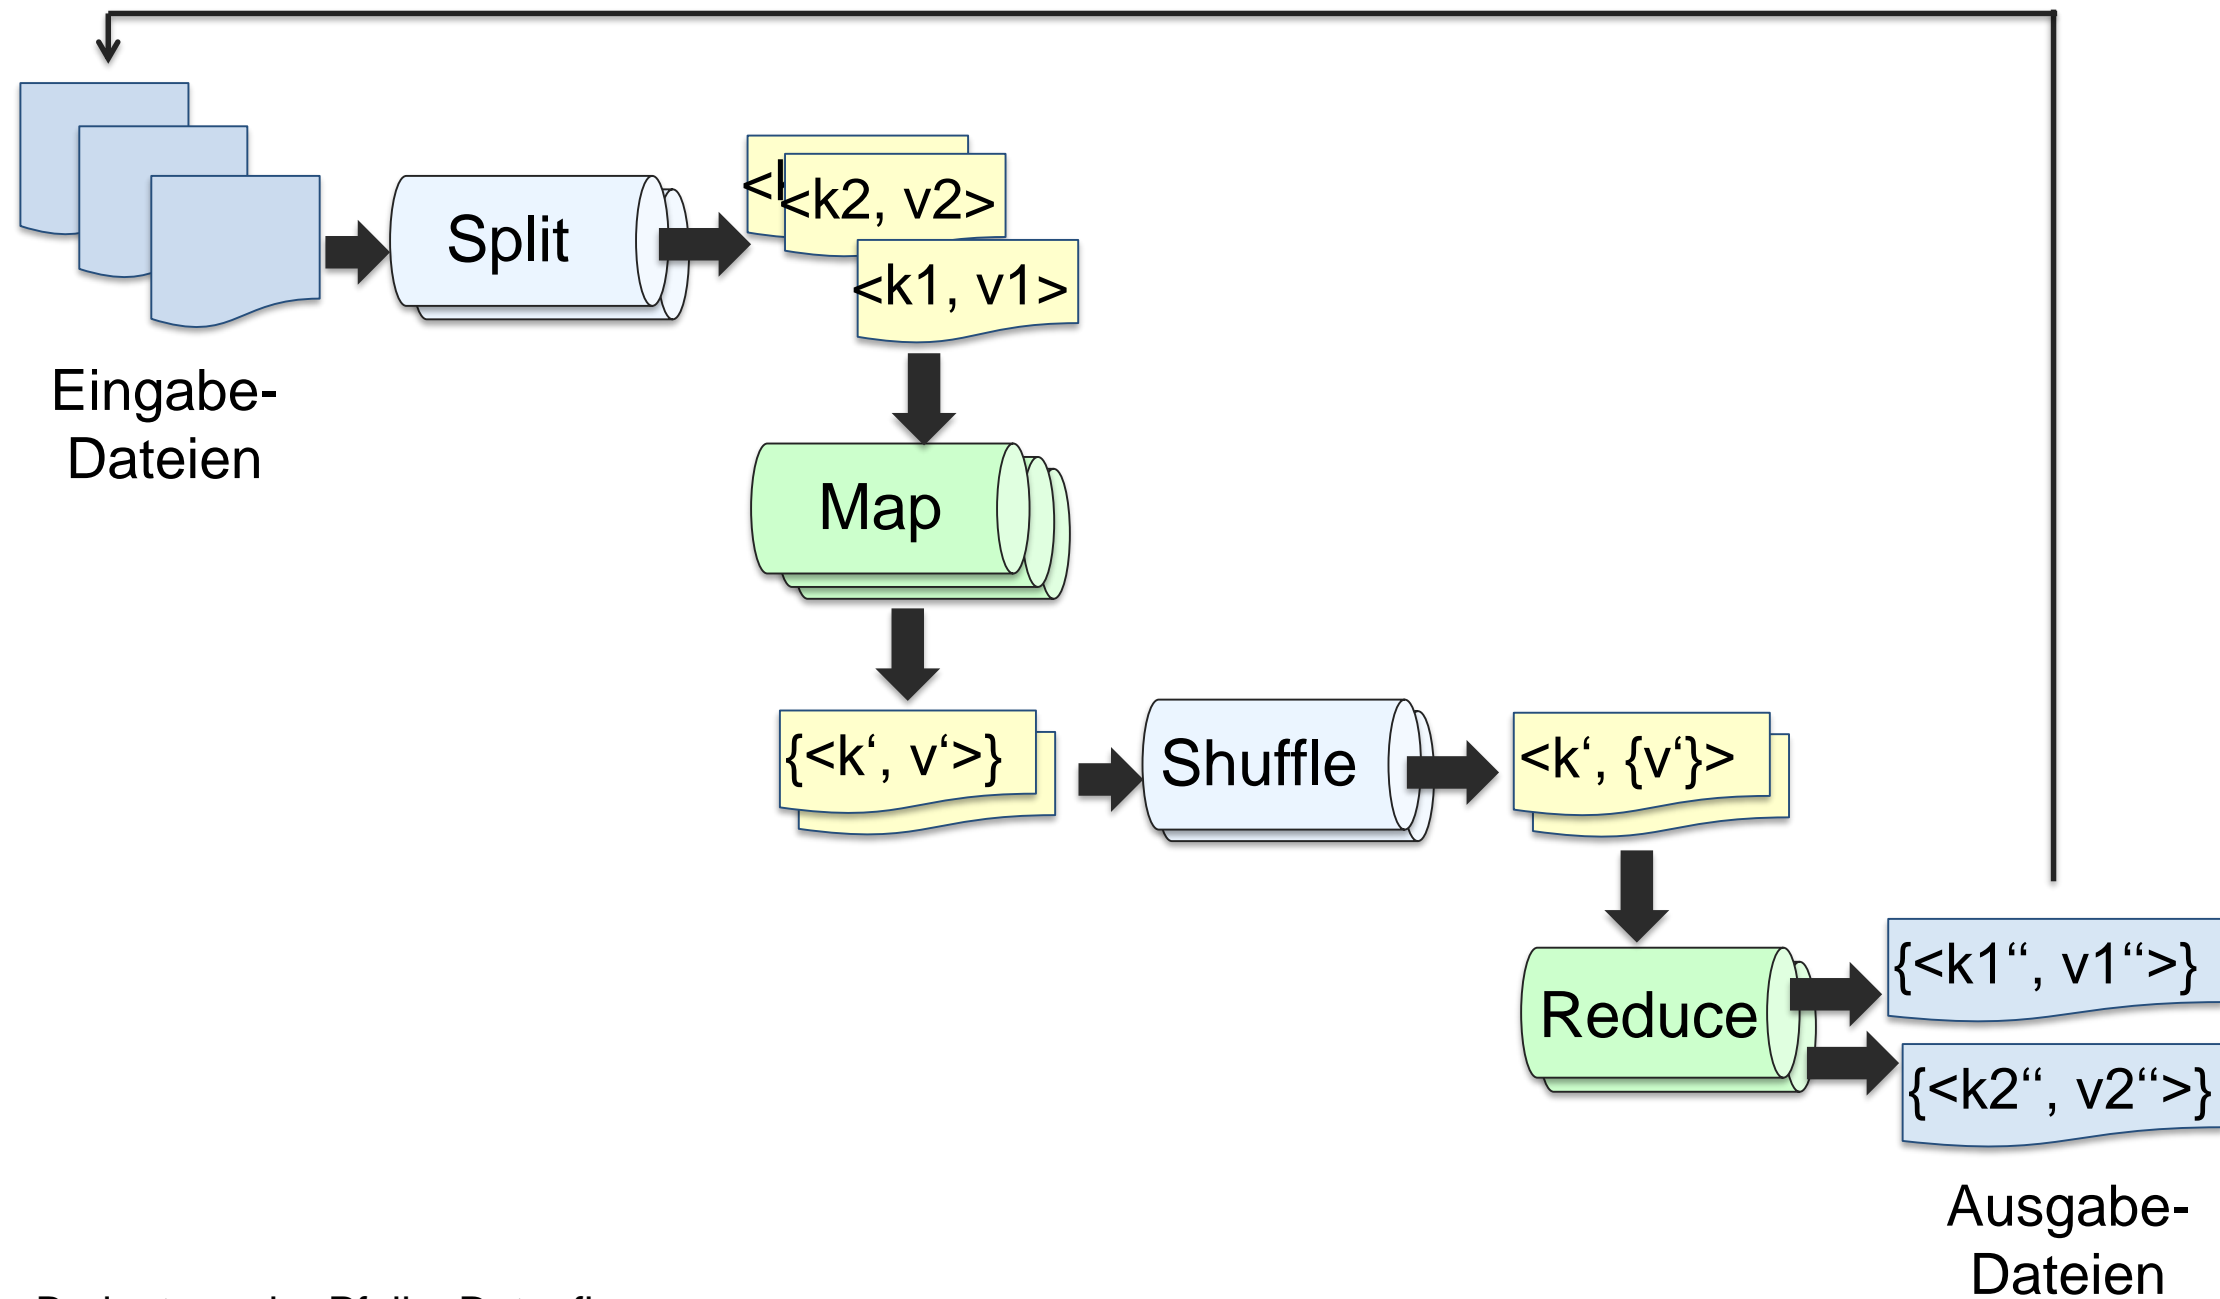 Split
<k2, v2>
<k1, v1>
Eingabe-
Dateien
Map
{<k‘, v‘>}
Shuffle
<k‘, {v‘}>
Reduce
{<k1“, v1“>}
{<k2“, v2“>}
Ausgabe-
Dateien